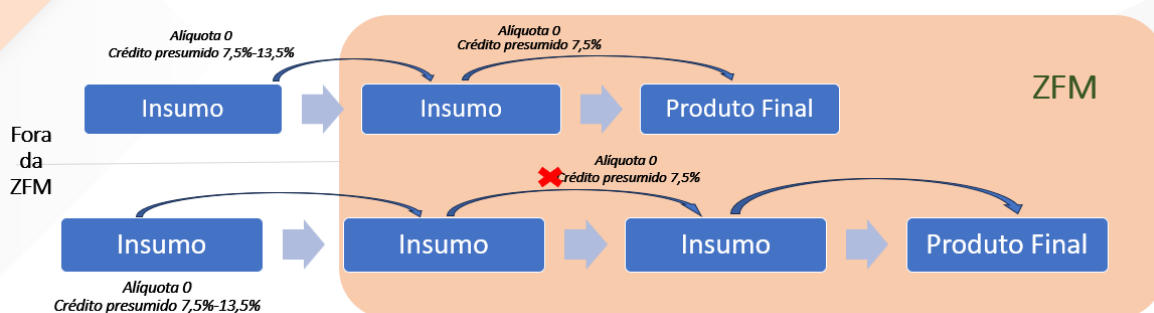 Alíquota 0
Crédito presumido 7,5%-13,5%
Alíquota 0
Crédito presumido 7,5%
ZFM
Insumo
Insumo
Produto Final
Fora
da
ZFM
Alíquota 0
Crédito presumido 7,5%
Insumo
Insumo
Insumo
Produto Final
Alíquota 0
Crédito presumido 7,5%-13,5%